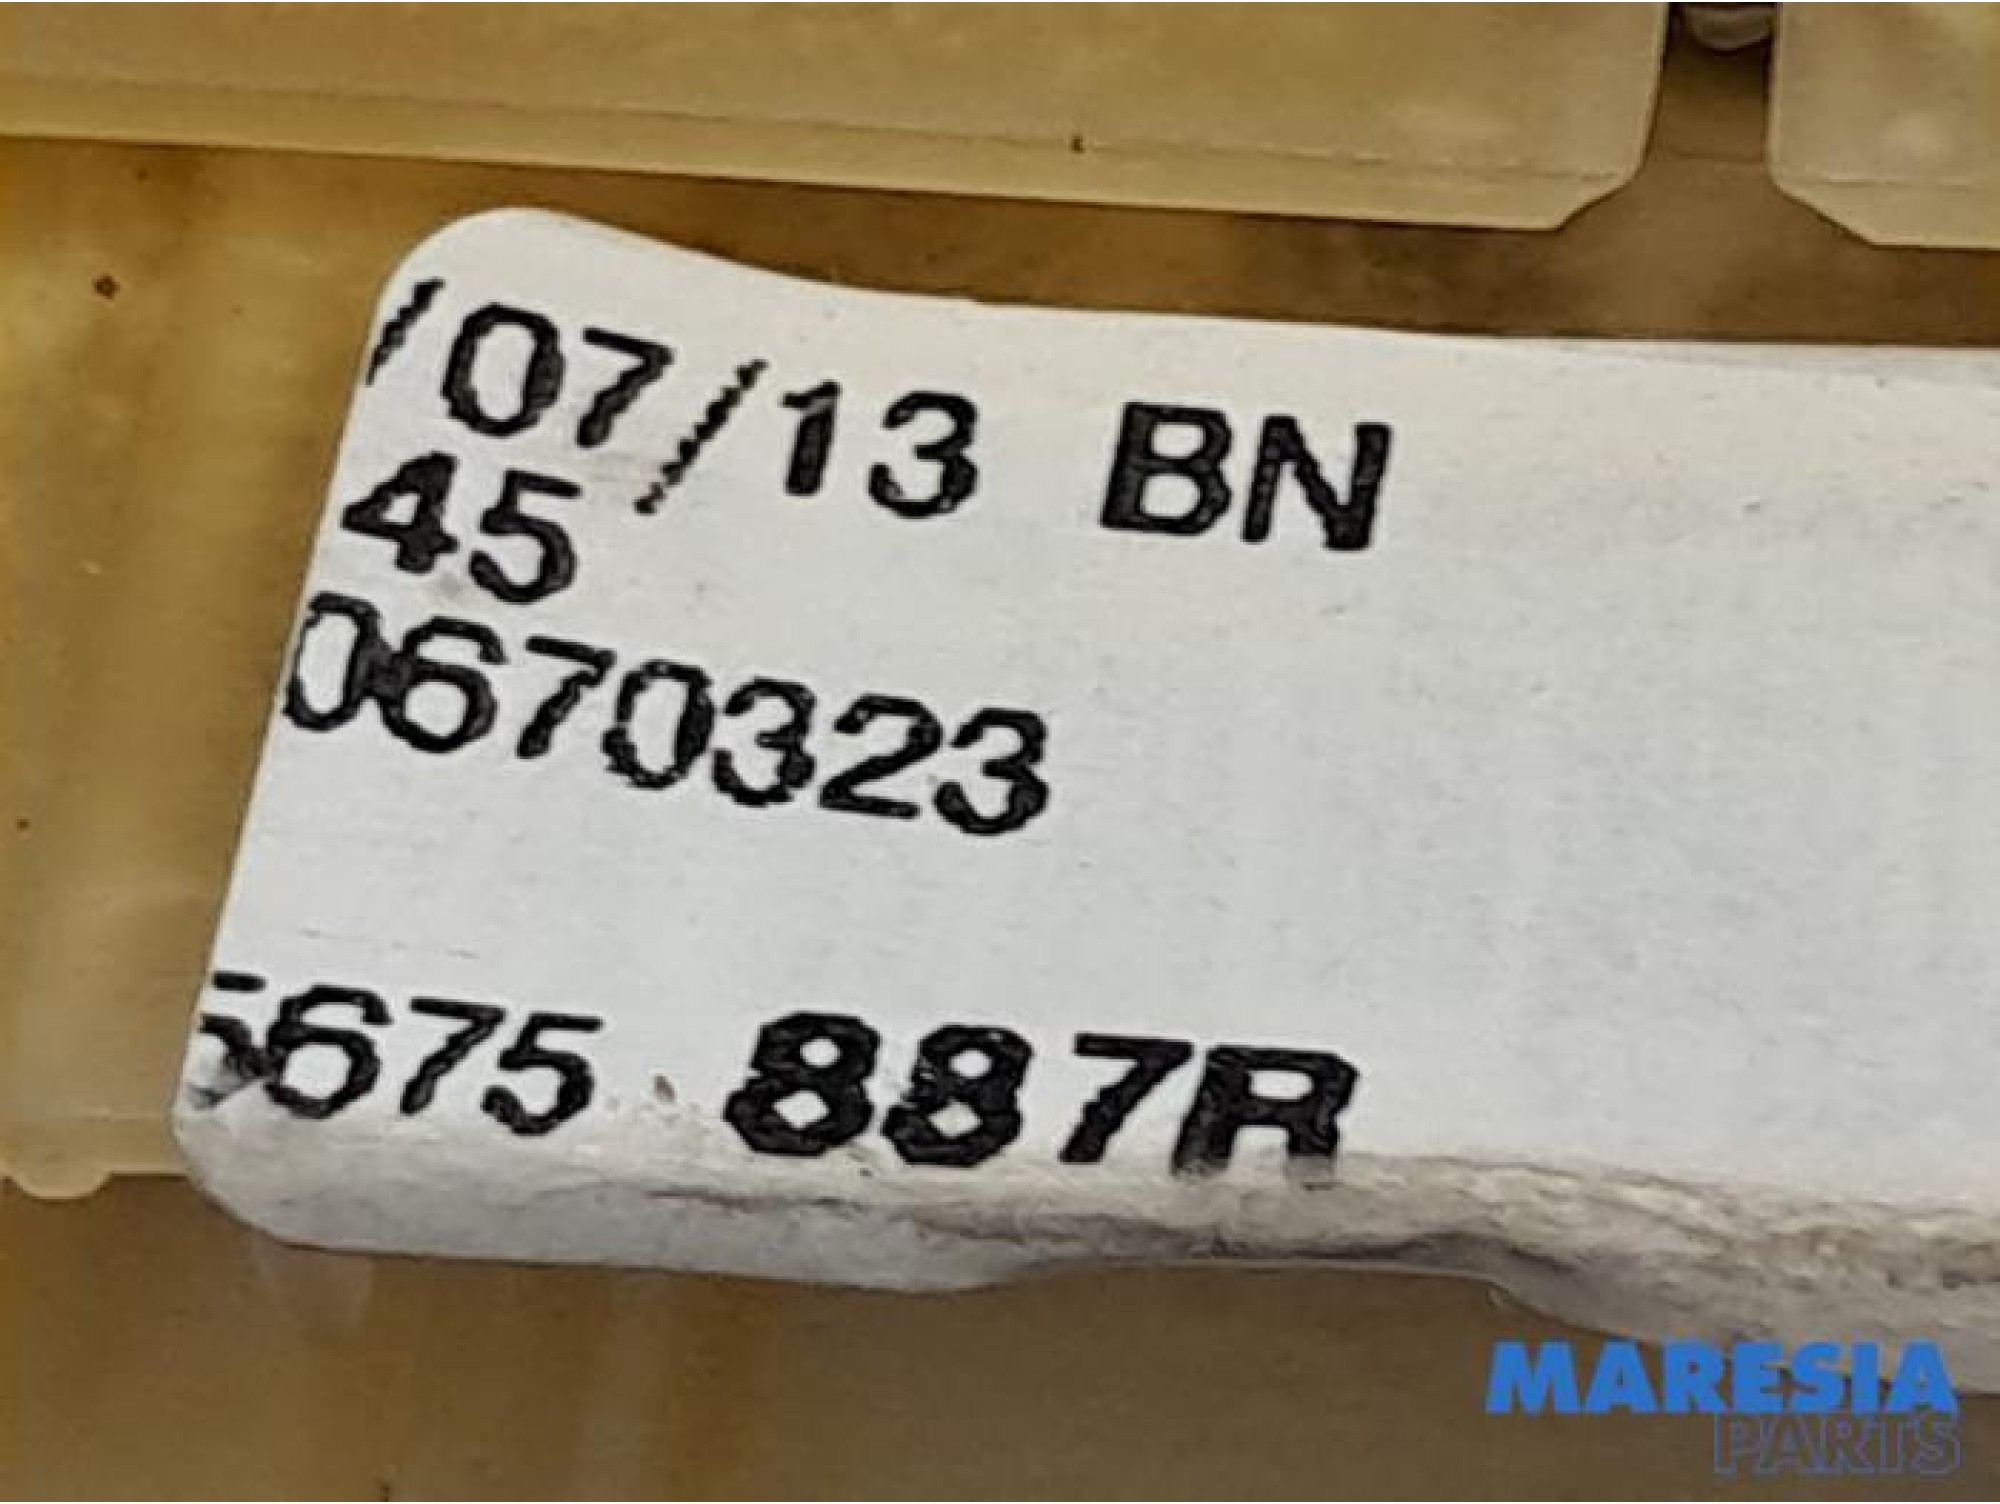 /07/13 BN
45
0670323
5675 887R
MARESIA
PARTS